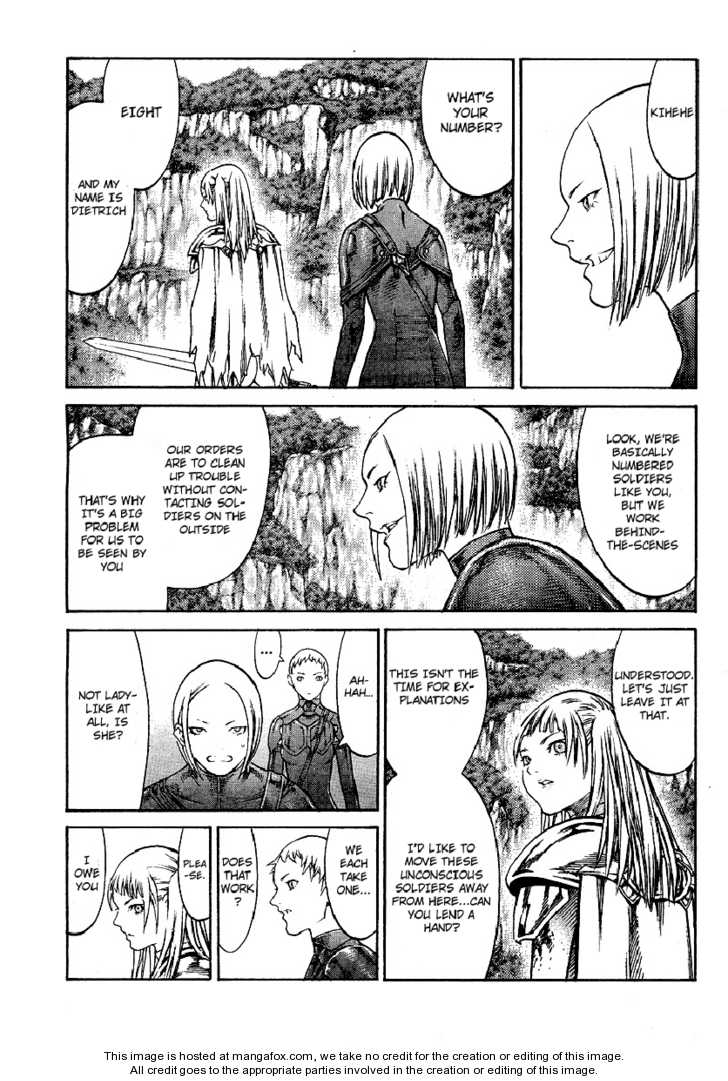 KIHEHE
WHAT'S
YOUR
NUMBER?
EIGHT
AND MY
NAME IS
DIETRICH
LOOK, WE'RE
BASICALLY
NUMBERED
SOLDIERS
LIKE YOU,
BUT WE
WORK
BEHIND-
THE-SCENES
OUR ORDERS
ARE TO CLEAN
UP TROUBLE
WITHOUT CON-
TACTING SOL-
DIERS ON THE
OUTSIDE
THAT'S WHY
IT'S A BIG
PROBLEM
FOR US TO
BE SEEN BY
YOU
UNDERSTOOD.
LET'S JUST
LEAVE IT AT
THAT.
THIS ISN'T THE
TIME FOR EX-
PLANATIONS
I'D LIKE TO
MOVE THESE
UNCONSCIOUS
SOLDIERS AWAY
FROM HERE...CAN
YOU LEND A
HAND?
AH-
HAH...
...
NOT LADY-
LIKE AT
ALL, IS
SHE?
WE
EACH
TAKE
ONE...
DOES
THAT
WORK
?
PLEA
-SE.
I
OWE
YOU
This image is hosted at mangafox.com, we take no credit for the creation or editing of this image.
All credit goes to the appropriate parties involved in the creation or editing of this image.